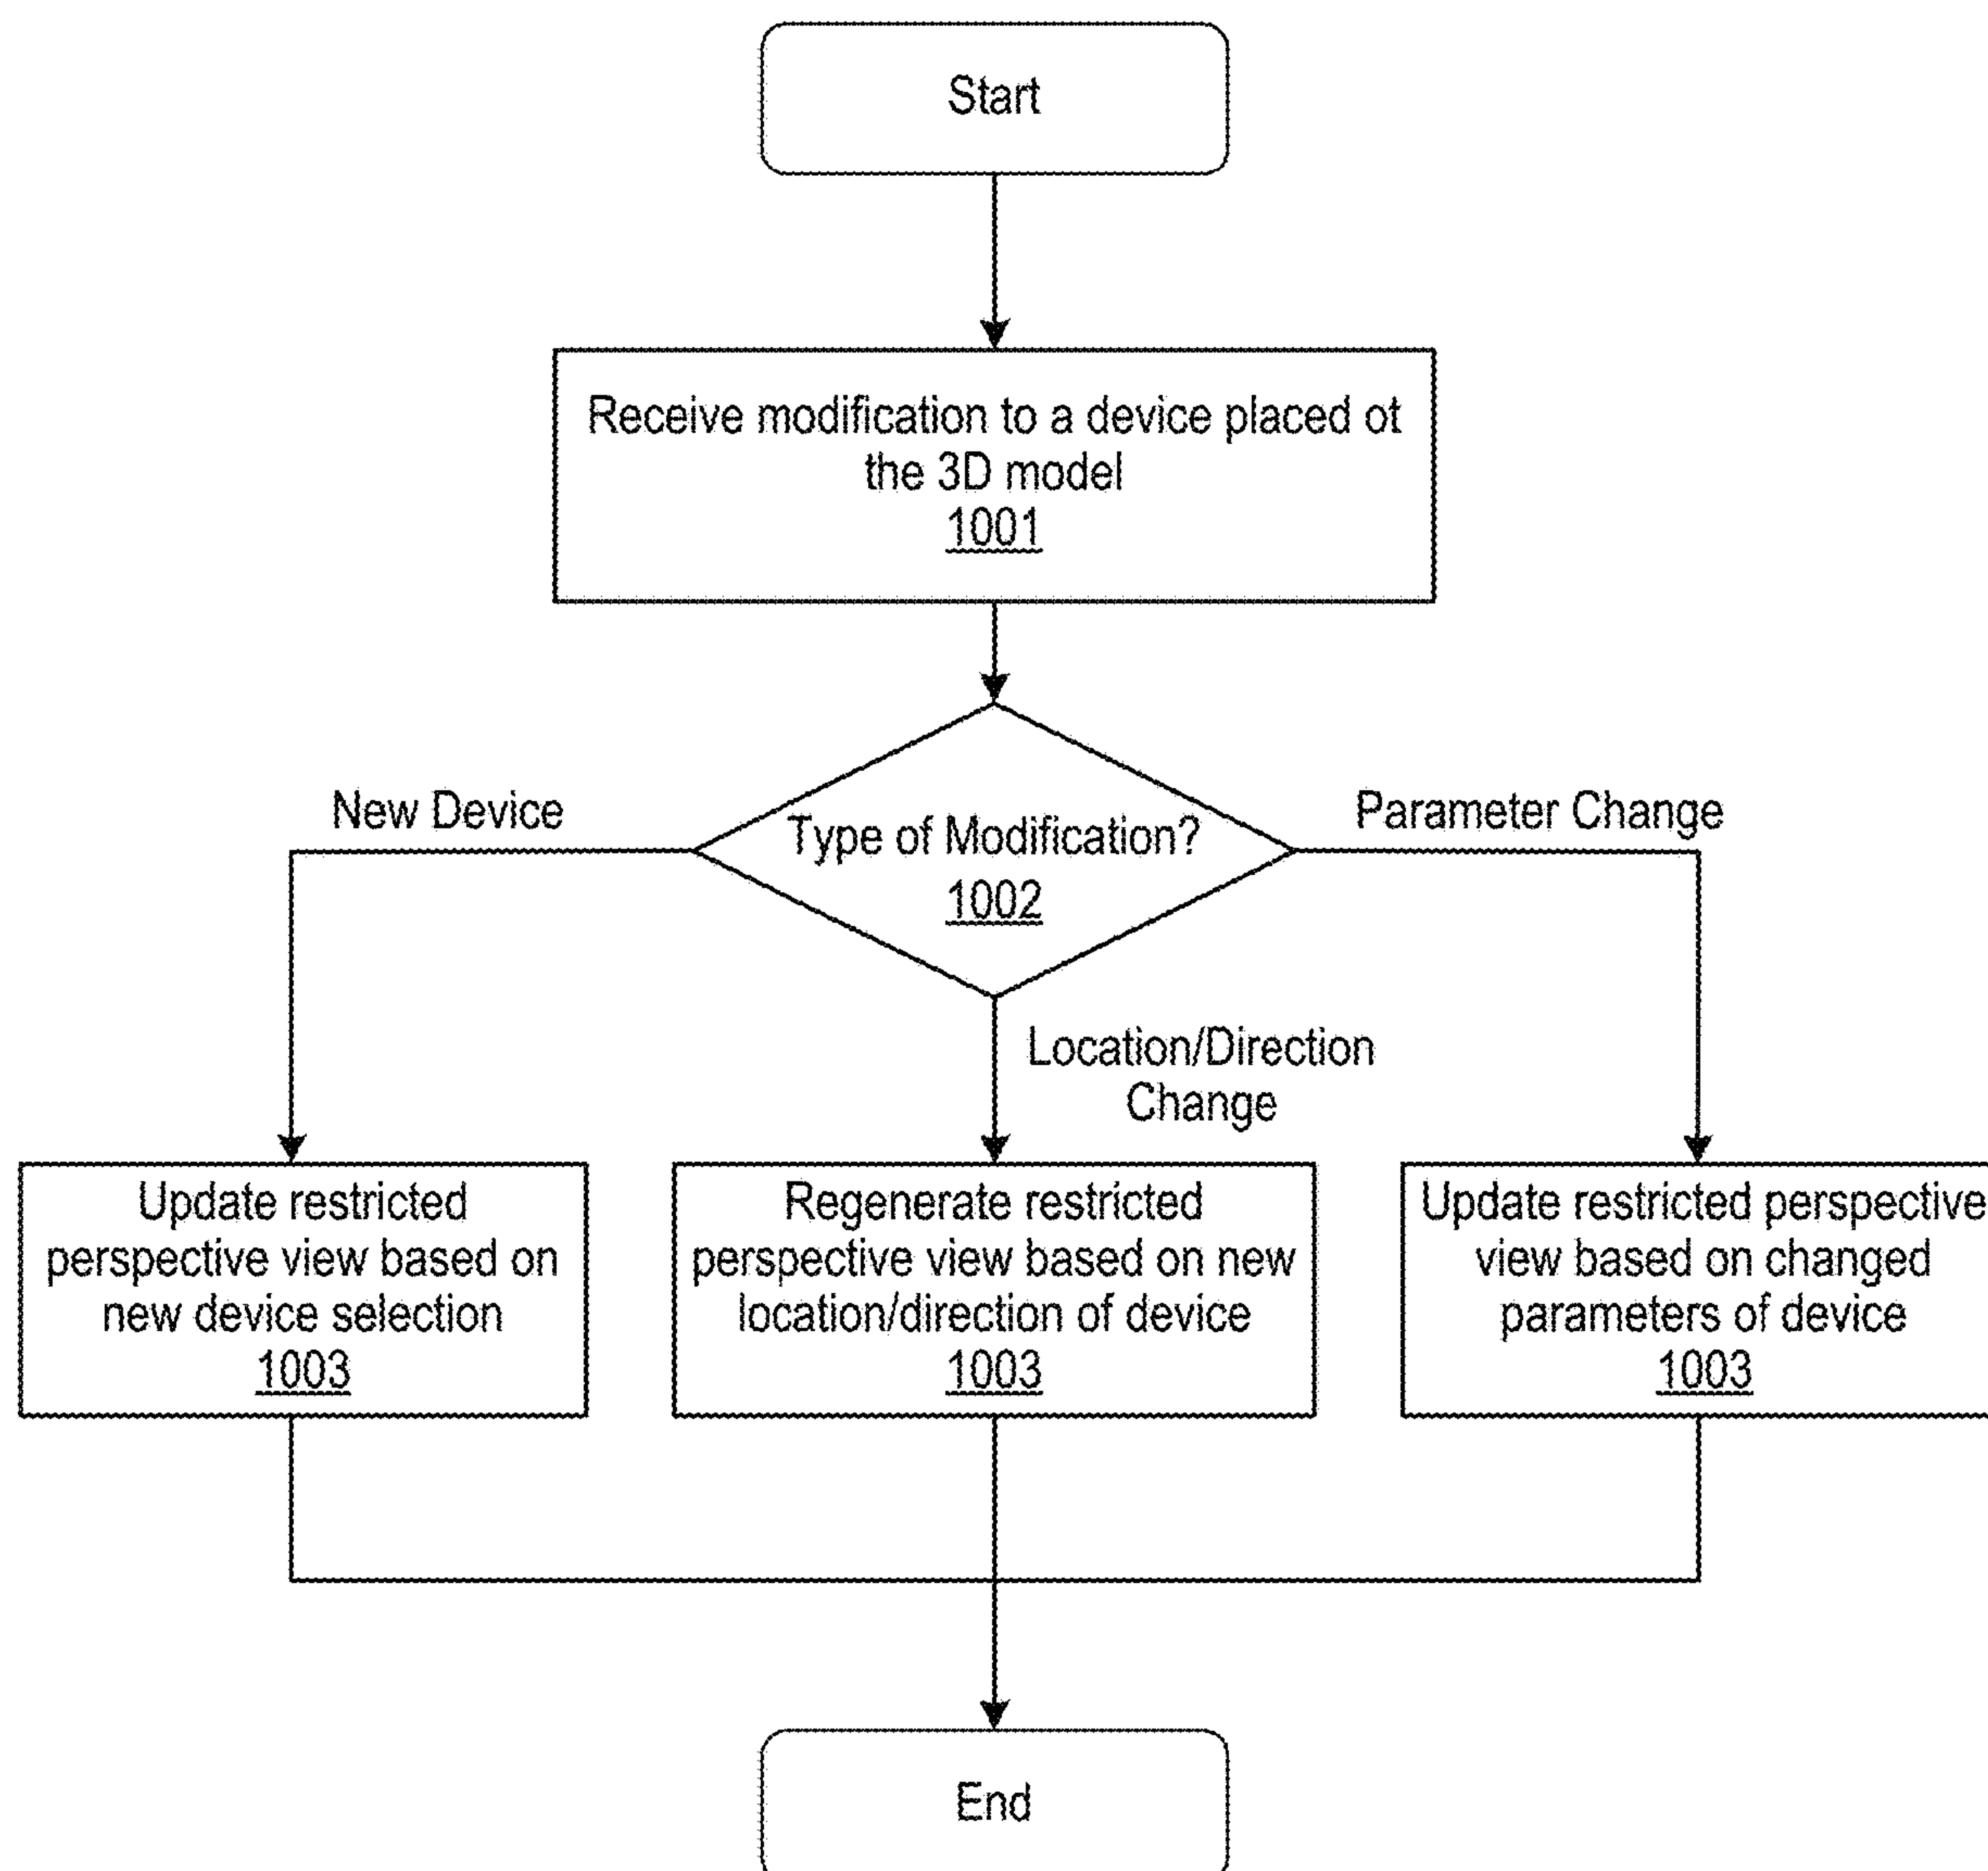 Start
Receive modification to a device placed ot
the 3D model
1001
New Device
Type of Modification?
1002
Parameter Change
Location/Direction
Change
Update restricted
perspective view based on
new device selection
1003
Regenerate restricted
perspective view based on new
location/direction of device
1003
Update restricted perspective
view based on changed
parameters of device
1003
End